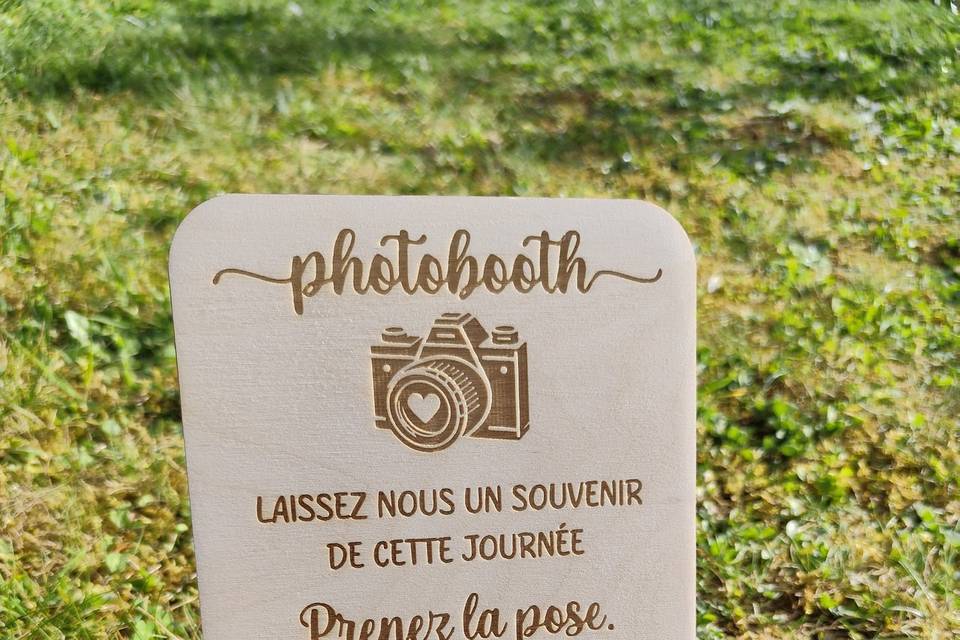 photobooth
LAISSEZ NOUS UN SOUVENIR
DE CETTE JOURNÉE
Prenez la pose.